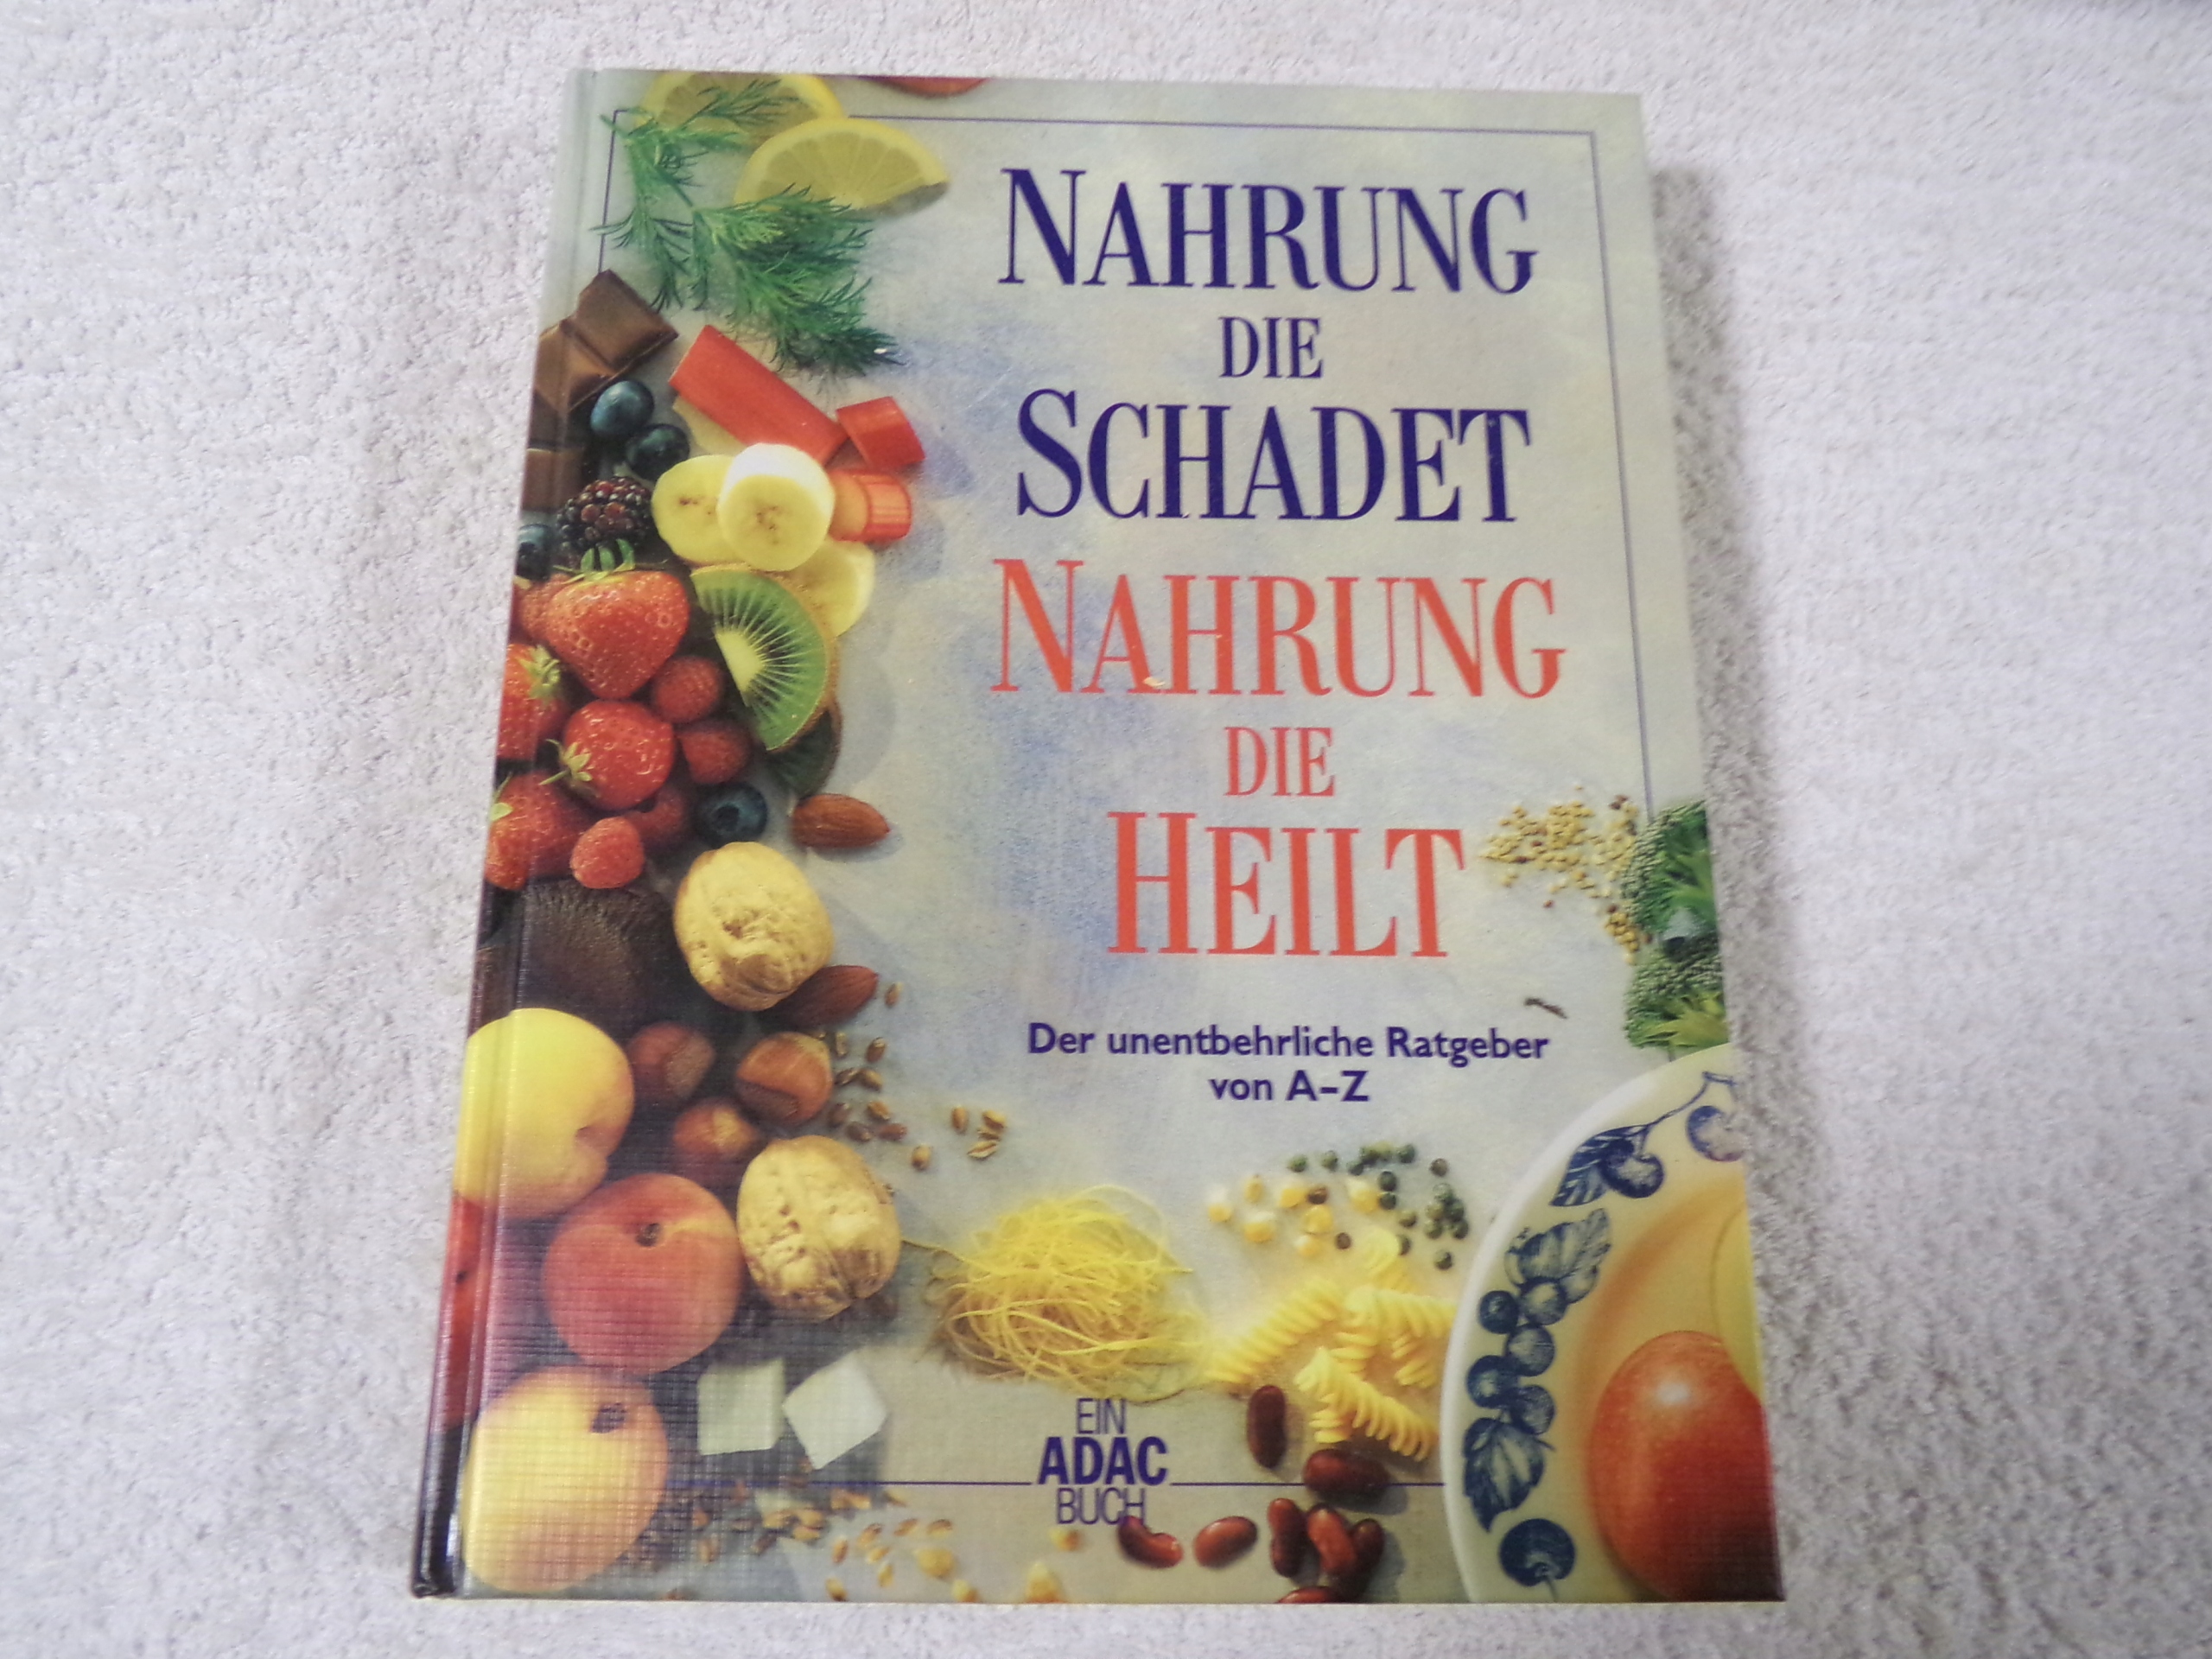 NAHRUNG
DIE
SCHADET
NAHRUNG
DIE
HEILT
Der unentbehrliche Ratgeber
von A–Z
EIN
ADAC
BUCH